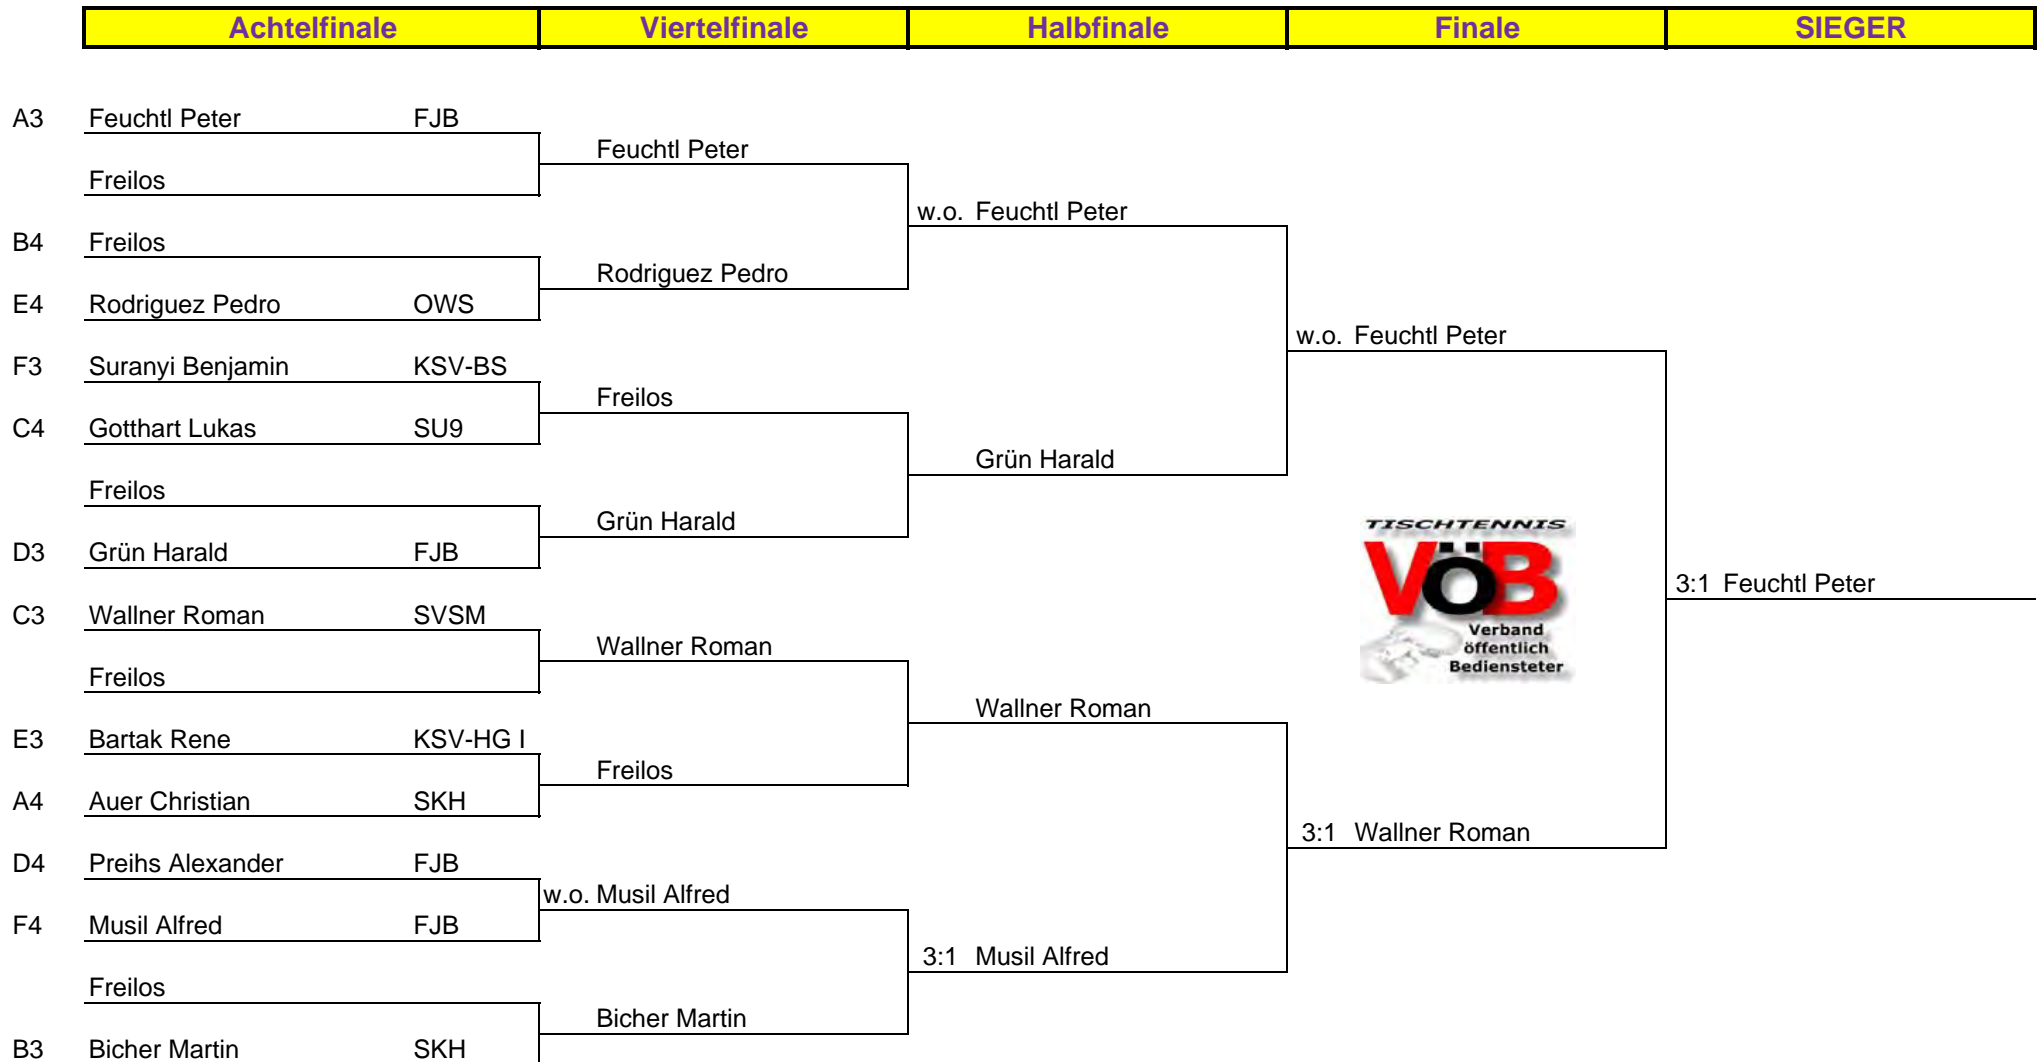 Achtelfinale Viertelfinale Halbfinale Finale SIEGER
A3 Feuchtl Peter FJB
Feuchtl Peter
Freilos
w.o. Feuchtl Peter
B4 Freilos
Rodriguez Pedro
E4 Rodriguez Pedro OWS
w.o. Feuchtl Peter
F3 Suranyi Benjamin KSV-BS
Freilos
C4 Gotthart Lukas SU9
Grün Harald
Freilos
Grün Harald
TISCHTENNIS
VÖB
Verband
öffentlich
Bediensteter
D3 Grün Harald FJB
3:1 Feuchtl Peter
C3 Wallner Roman SVSM
Wallner Roman
Freilos
Wallner Roman
E3 Bartak Rene KSV-HG I
Freilos
A4 Auer Christian SKH
3:1 Wallner Roman
D4 Preihs Alexander FJB
w.o. Musil Alfred
F4 Musil Alfred FJB
3:1 Musil Alfred
Freilos
Bicher Martin
B3 Bicher Martin SKH